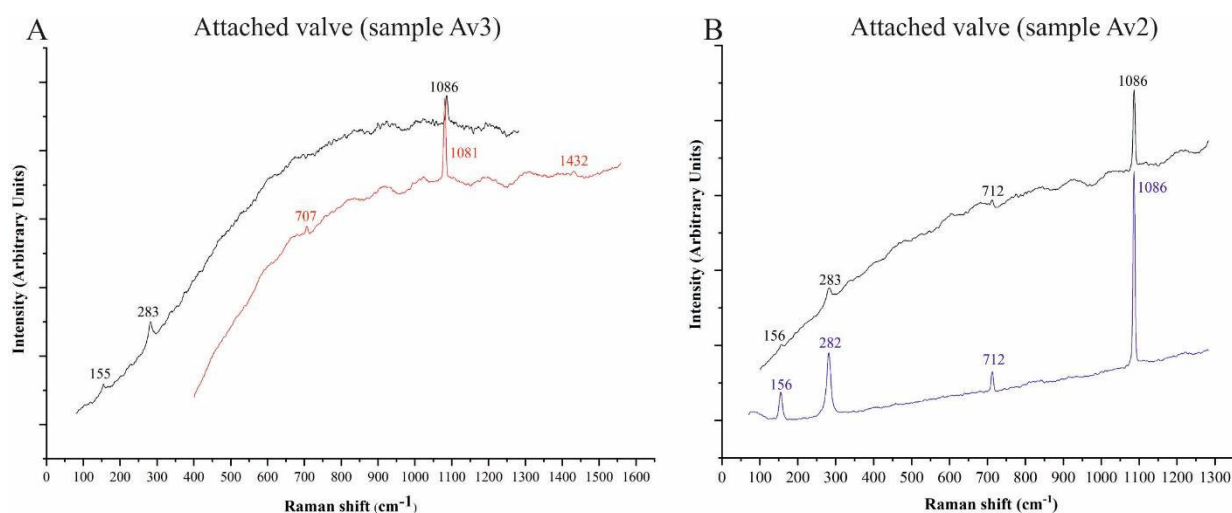 A
Attached valve (sample Av3)
Intensity (Arbitrary Units)
1086
1081
1432
707
283
155
0 100 200 300 400 500 600 700 800 900 1000 1100 1200 1300 1400 1500 1600
Raman shift (cm-1)
B
Attached valve (sample Av2)
Intensity (Arbitrary Units)
1086
712
1086
283
156
282
712
156
0 100 200 300 400 500 600 700 800 900 1000 1100 1200 1300
Raman shift (cm-1)